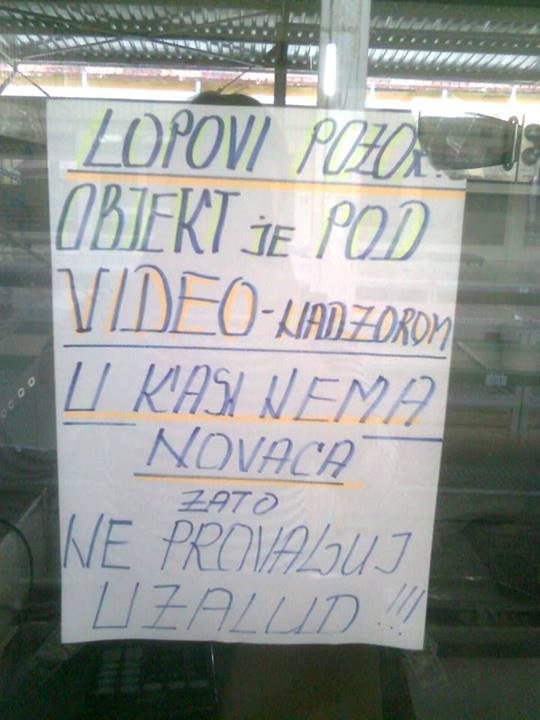 LOPOVI POZOR!
OBJEKT JE POD
VIDEO-NADZOROM
U KASI NEMA
NOVACA
ZATO
NE PROVALJUJ
UZALUD!!!